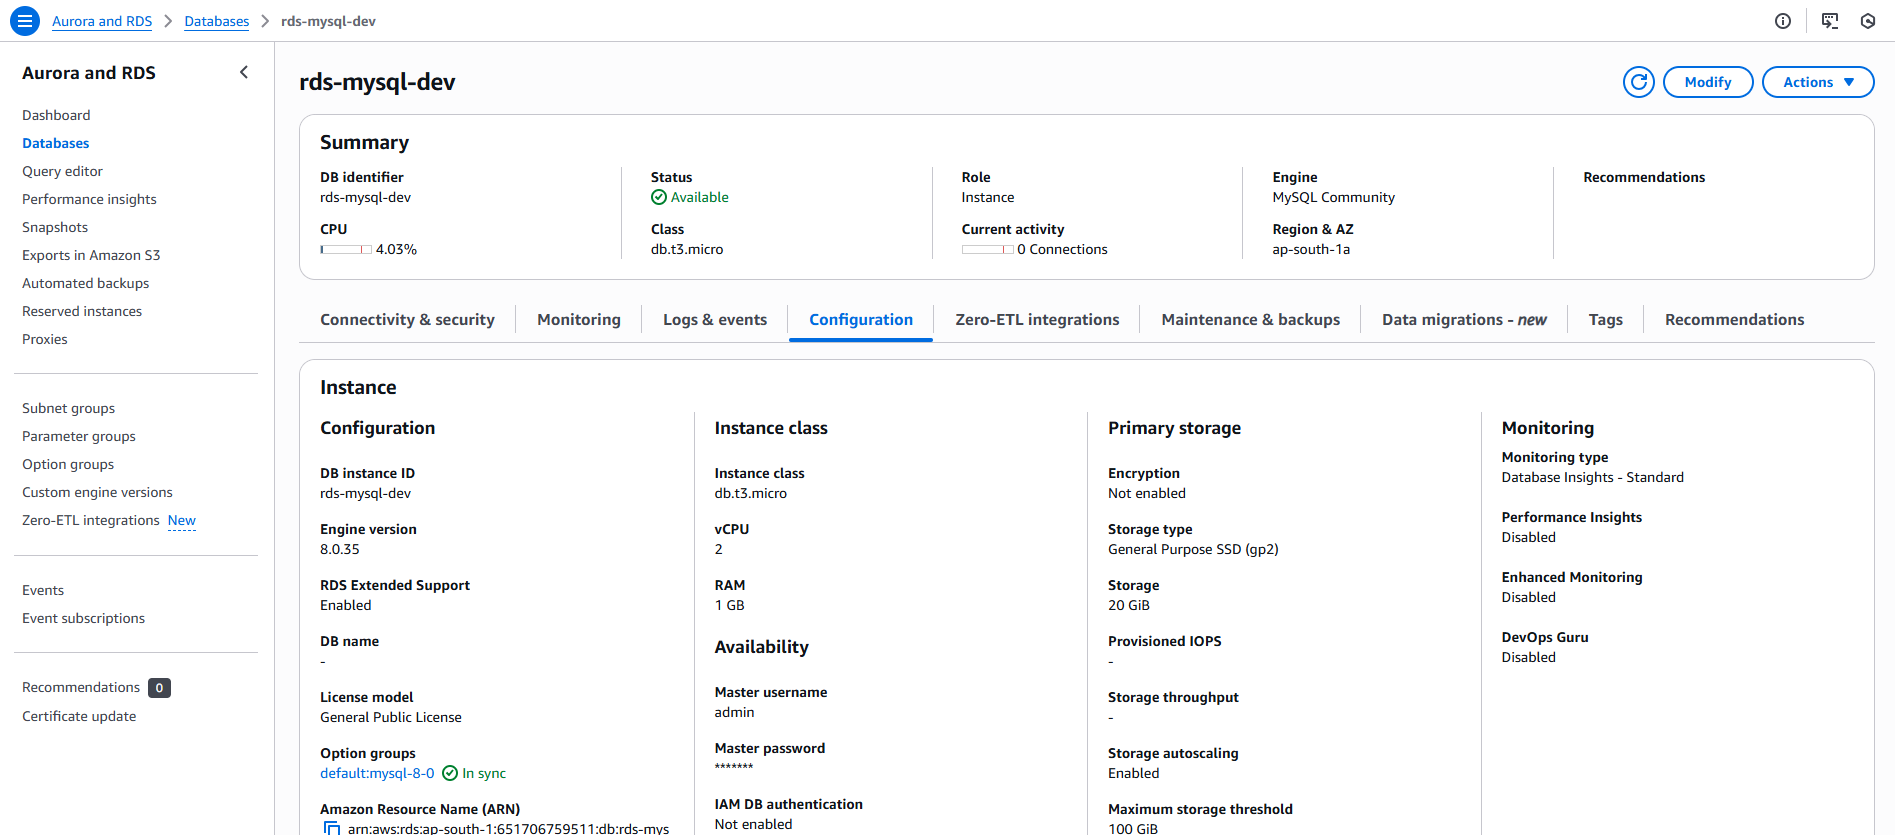 Aurora and RDS > Databases > rds-mysql-dev
Aurora and RDS
Dashboard
Databases
Query editor
Performance insights
Snapshots
Exports in Amazon S3
Automated backups
Reserved instances
Proxies
Subnet groups
Parameter groups
Option groups
Custom engine versions
Zero-ETL integrations New
Events
Event subscriptions
Recommendations 0
Certificate update
rds-mysql-dev
Modify
Actions
Summary
DB identifier
rds-mysql-dev
CPU
4.03%
Status
Available
Class
db.t3.micro
Role
Instance
Current activity
0 Connections
Engine
MySQL Community
Region & AZ
ap-south-1a
Recommendations
Connectivity & security
Monitoring
Logs & events
Configuration
Zero-ETL integrations
Maintenance & backups
Data migrations - new
Tags
Recommendations
Instance
Configuration
DB instance ID
rds-mysql-dev
Engine version
8.0.35
RDS Extended Support
Enabled
DB name
-
License model
General Public License
Option groups
default:mysql-8-0 In sync
Amazon Resource Name (ARN)
arn:aws:rds:ap-south-1:651706759511:db:rds-mys
Instance class
Instance class
db.t3.micro
vCPU
2
RAM
1 GB
Availability
Master username
admin
Master password
*******
IAM DB authentication
Not enabled
Primary storage
Encryption
Not enabled
Storage type
General Purpose SSD (gp2)
Storage
20 GiB
Provisioned IOPS
-
Storage throughput
-
Storage autoscaling
Enabled
Maximum storage threshold
100 GiB
Monitoring
Monitoring type
Database Insights - Standard
Performance Insights
Disabled
Enhanced Monitoring
Disabled
DevOps Guru
Disabled